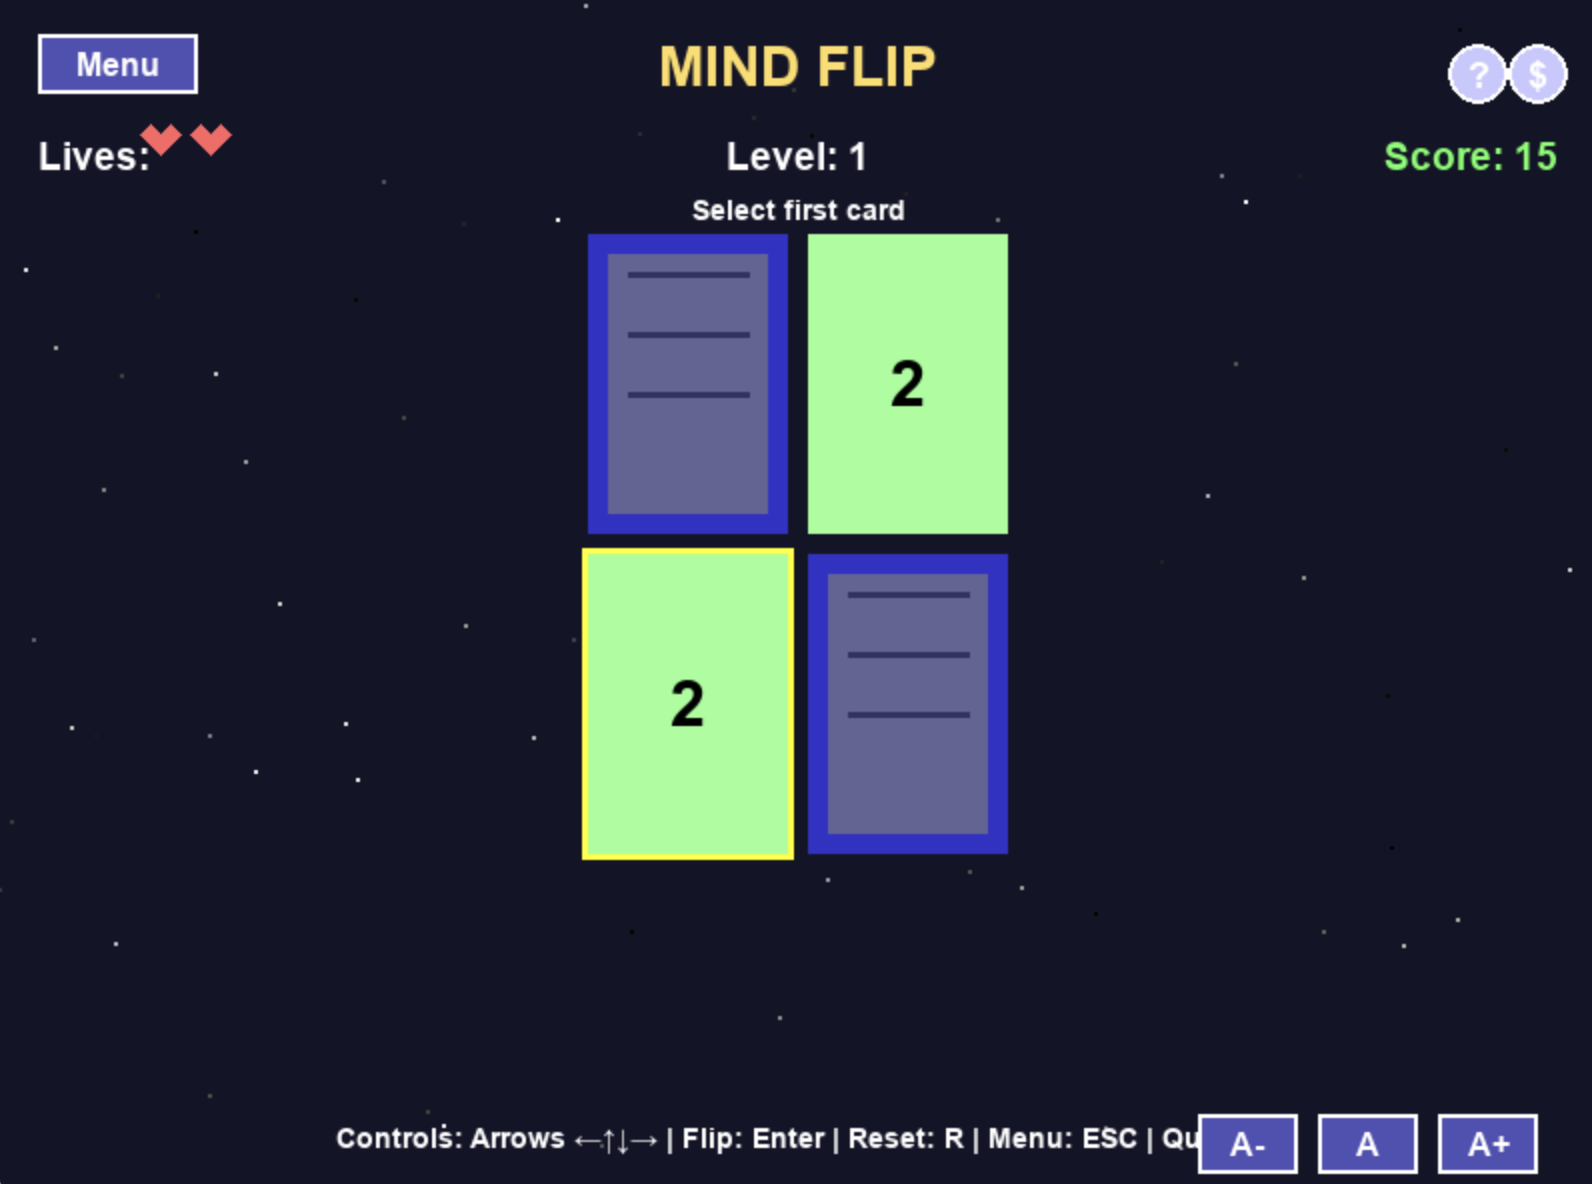 Menu
MIND FLIP
? $
Lives:
Level: 1
Score: 15
Select first card
2
2
Controls: Arrows ←↑↓→ | Flip: Enter | Reset: R | Menu: ESC | Qu
A-
A
A+